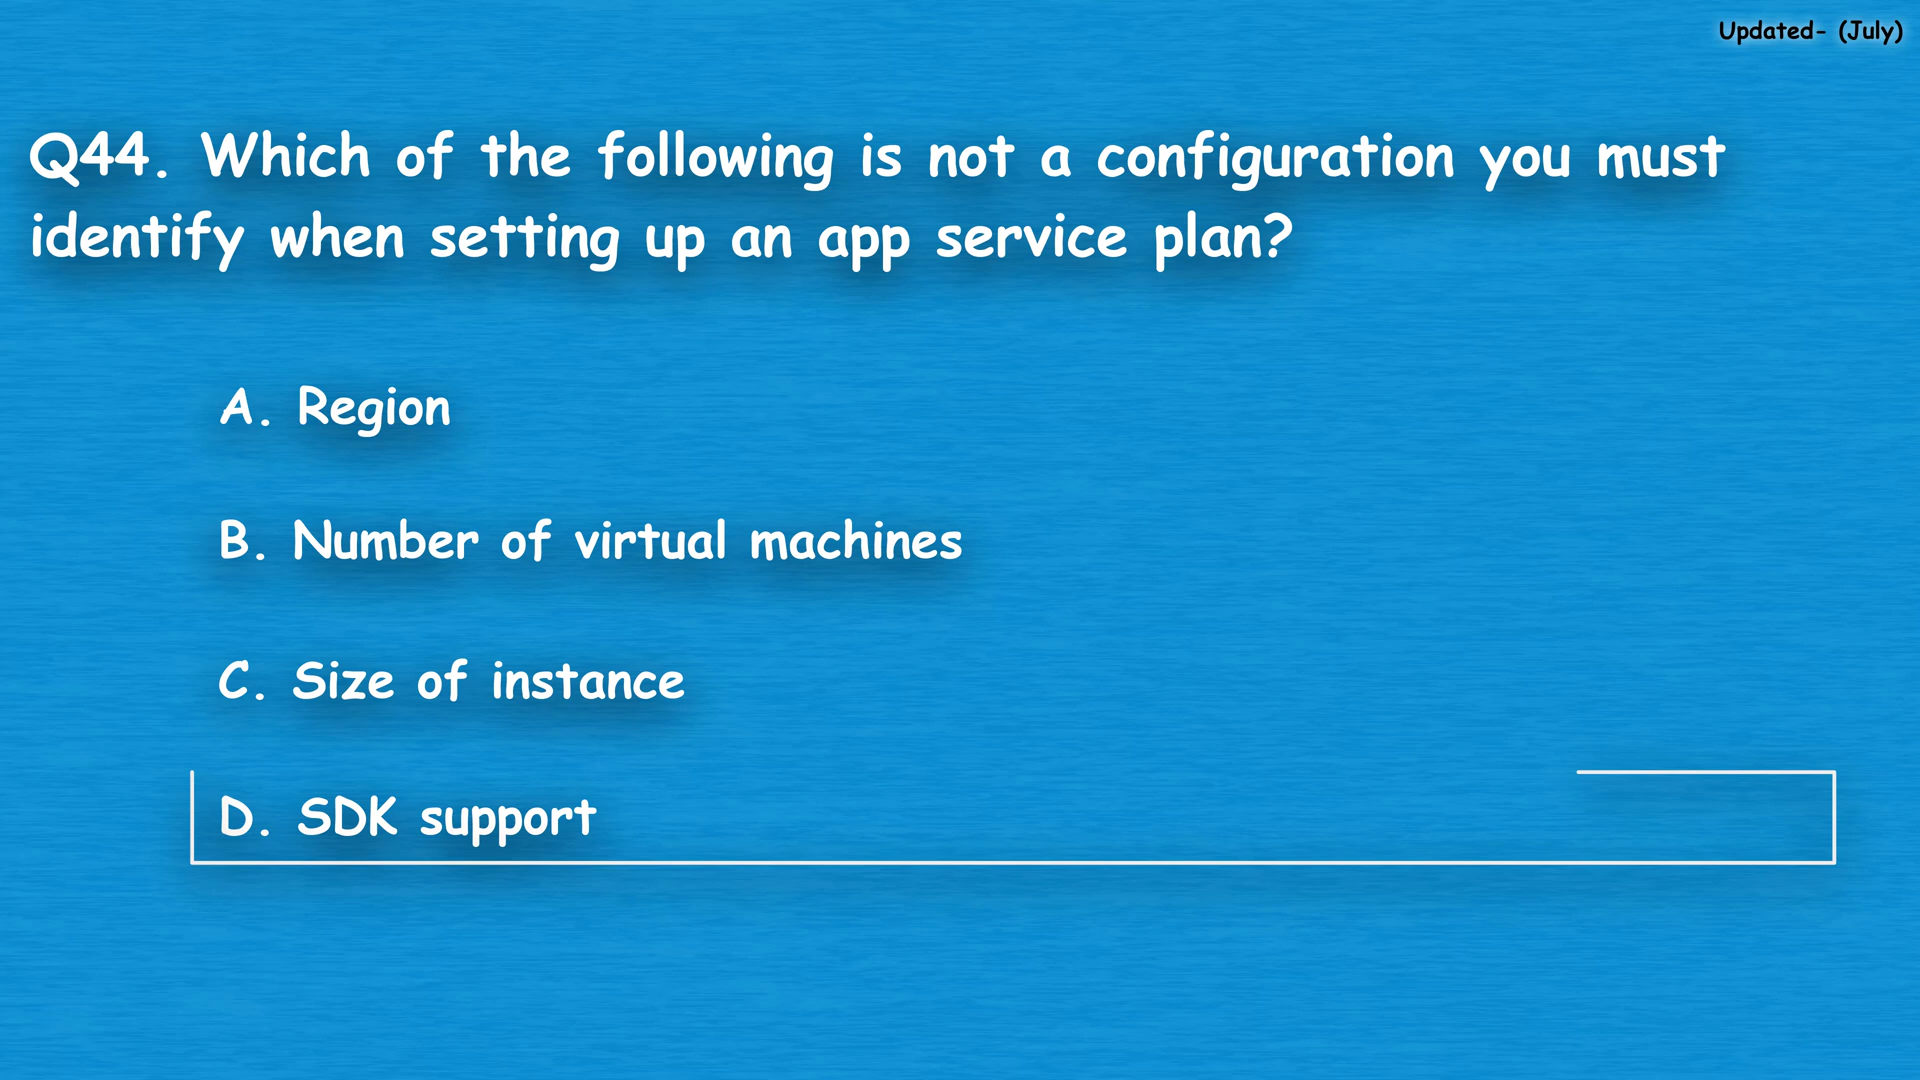 Updated- (July)
Q44. Which of the following is not a configuration you must
identify when setting up an app service plan?
A. Region
B. Number of virtual machines
C. Size of instance
D. SDK support